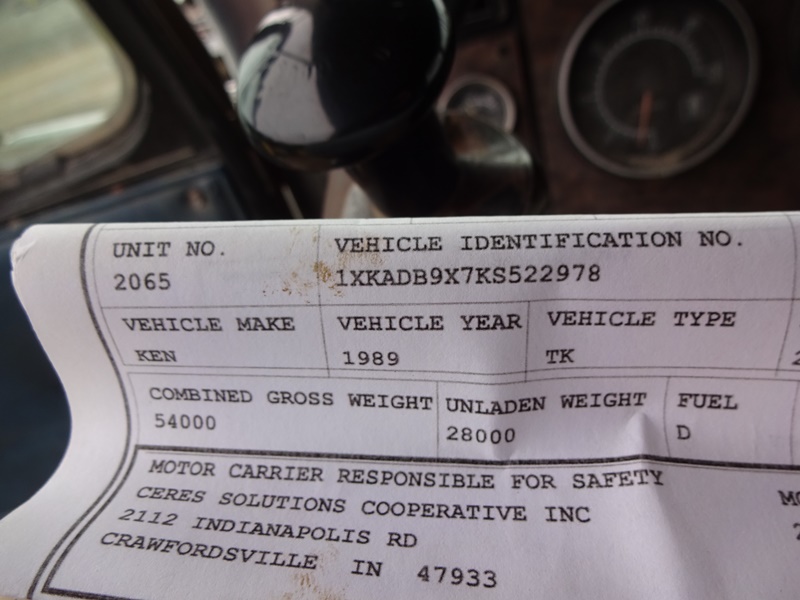 UNIT NO. VEHICLE IDENTIFICATION NO.
2065 1XKADB9X7KS522978
VEHICLE MAKE VEHICLE YEAR VEHICLE TYPE
KEN 1989 TK
COMBINED GROSS WEIGHT UNLADEN WEIGHT FUEL
54000 28000 D
MOTOR CARRIER RESPONSIBLE FOR SAFETY
CERES SOLUTIONS COOPERATIVE INC
2112 INDIANAPOLIS RD
CRAWFORDSVILLE IN 47933